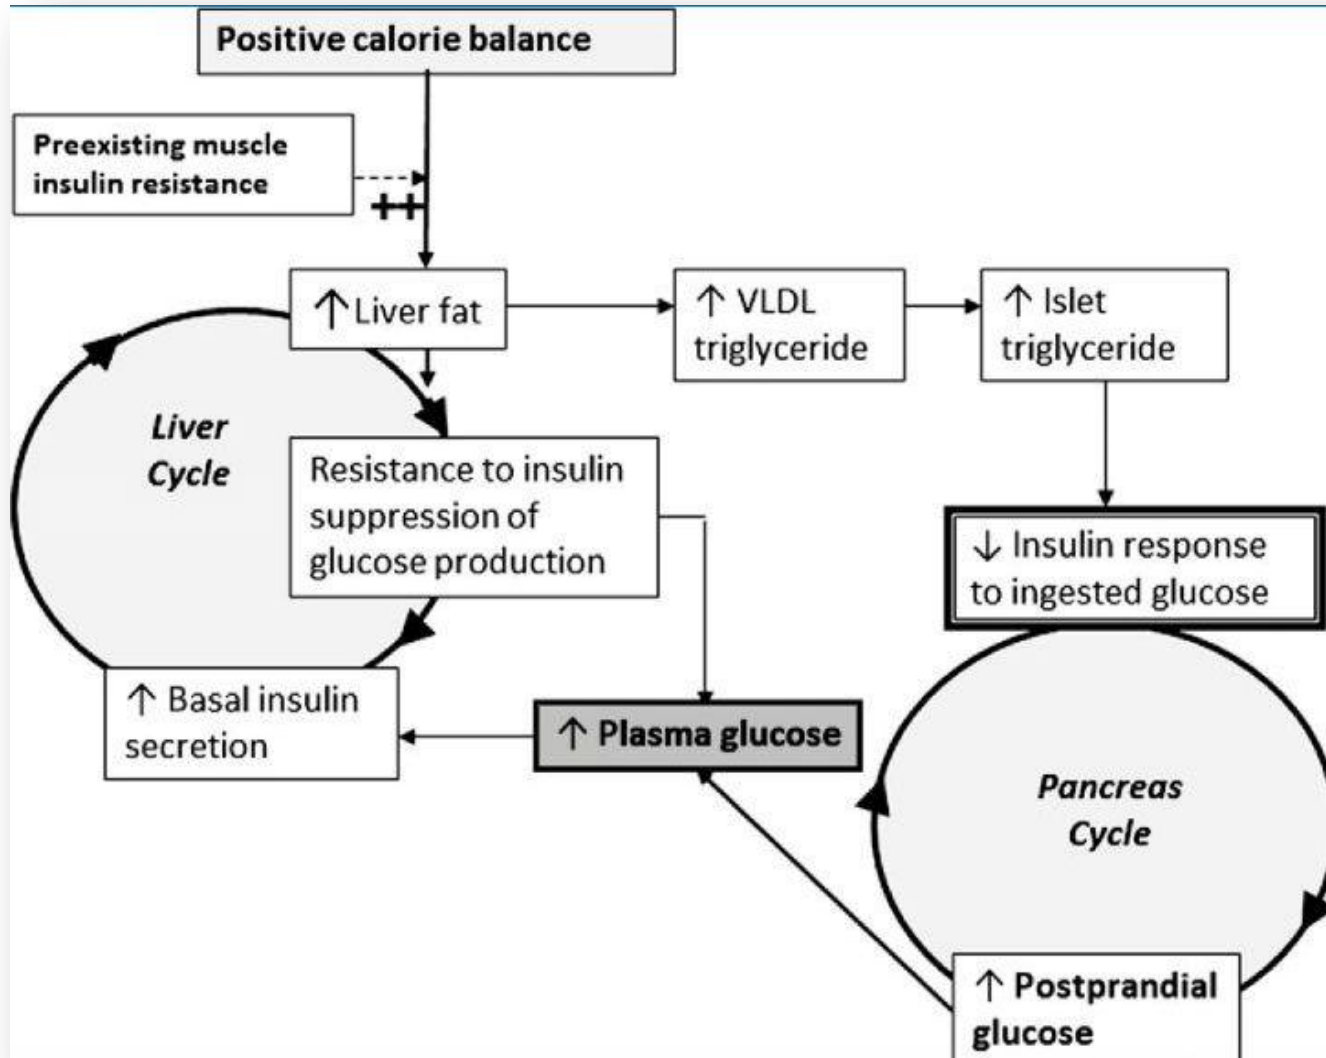 Positive calorie balance
Preexisting muscle
insulin resistance
++
↑ Liver fat
↑ VLDL
triglyceride
↑ Islet
triglyceride
Liver
Cycle
Resistance to insulin
suppression of
glucose production
↓ Insulin response
to ingested glucose
↑ Basal insulin
secretion
↑ Plasma glucose
Pancreas
Cycle
↑ Postprandial
glucose